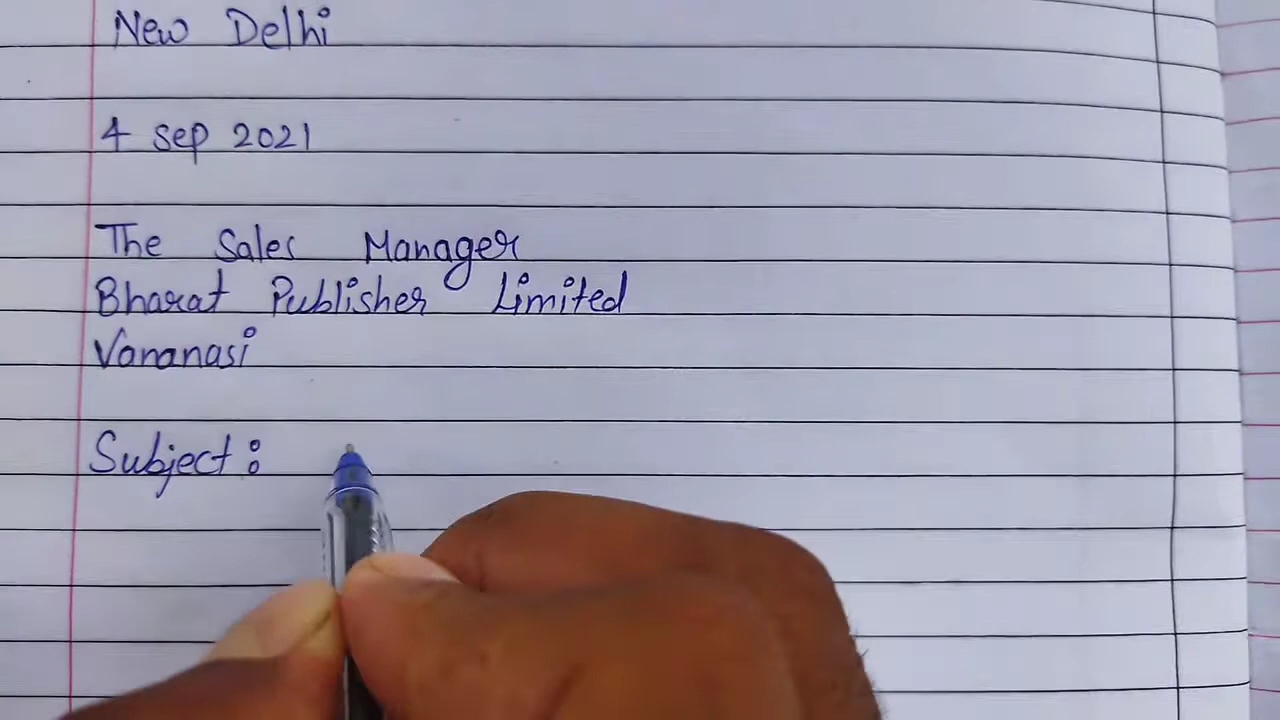 New Delhi
4 Sep 2021
The Sales Manager
Bharat Publisher Limited
Varanasi
Subject :